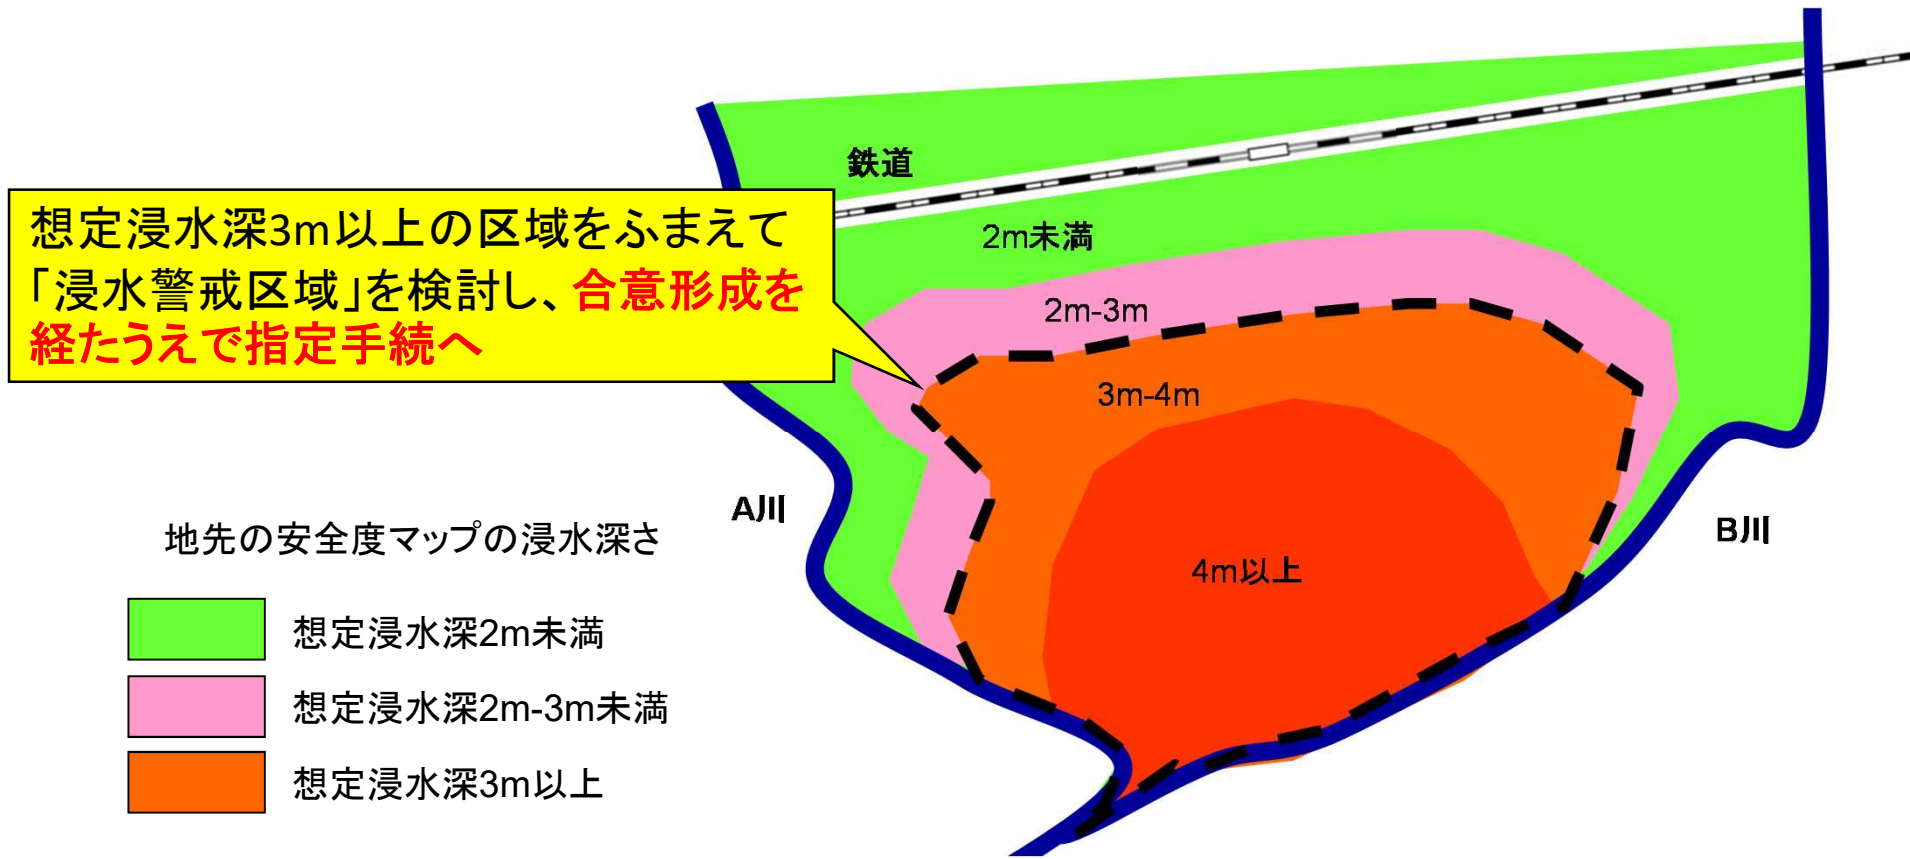 鉄道
想定浸水深3m以上の区域をふまえて
「浸水警戒区域」を検討し、合意形成を
経たうえで指定手続へ
2m未満
2m-3m
3m-4m
4m以上
A川
B川
地先の安全度マップの浸水深さ
想定浸水深2m未満
想定浸水深2m-3m未満
想定浸水深3m以上